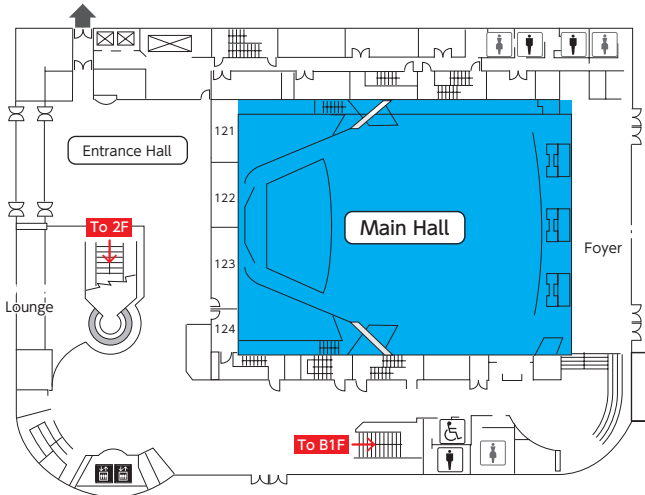 121
Entrance Hall
122
To 2F
Main Hall
Foyer
123
Lounge
124
To B1F